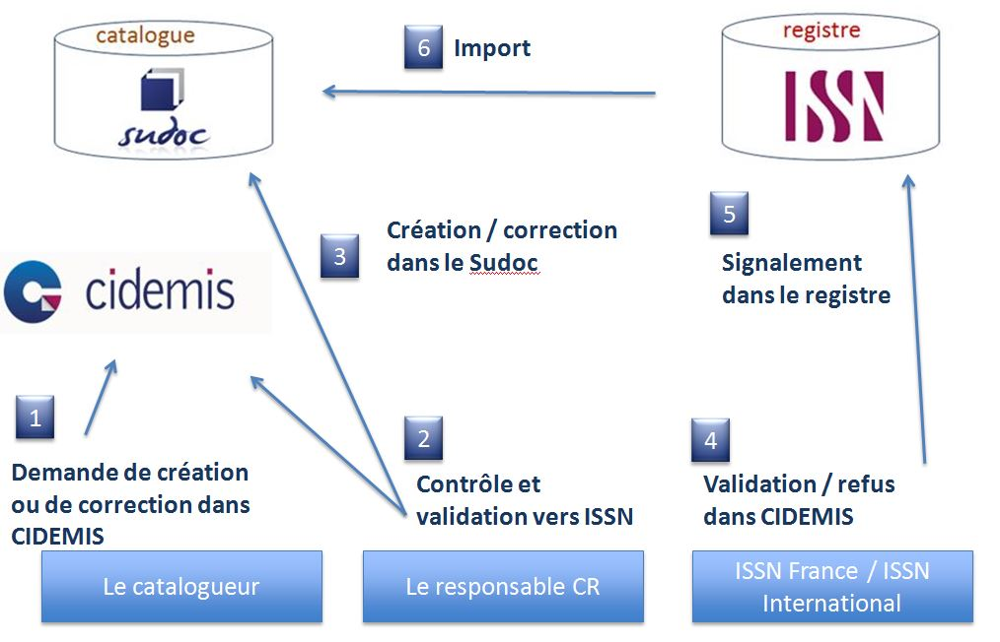 catalogue
sudoc
6
Import
registre
ISSN
3
Création / correction
dans le Sudoc
5
Signalement
dans le registre
cidemis
1
Demande de création
ou de correction dans
CIDEMIS
2
Contrôle et
validation vers ISSN
4
Validation / refus
dans CIDEMIS
Le catalogueur
Le responsable CR
ISSN France / ISSN
International